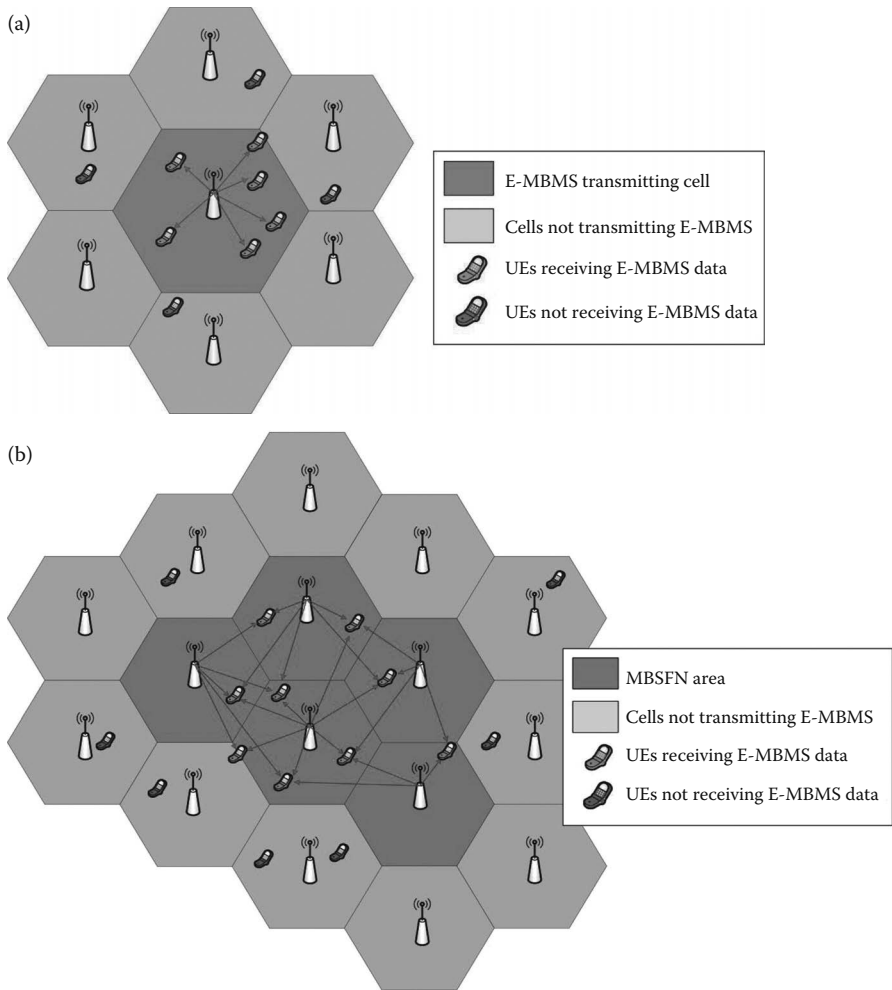 (a)
E-MBMS transmitting cell
Cells not transmitting E-MBMS
UEs receiving E-MBMS data
UEs not receiving E-MBMS data
(b)
MBSFN area
Cells not transmitting E-MBMS
UEs receiving E-MBMS data
UEs not receiving E-MBMS data